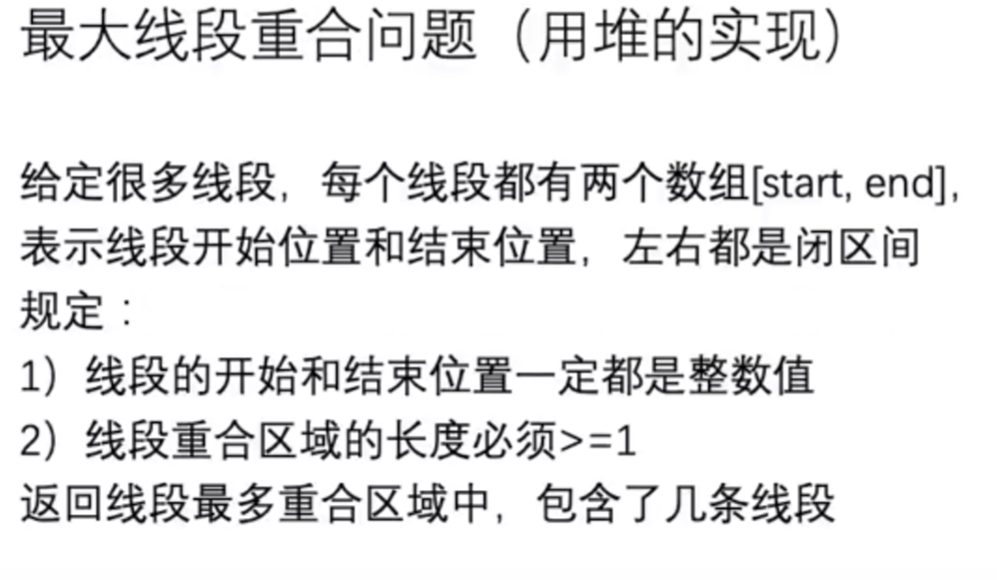 最大线段重合问题（用堆的实现）
给定很多线段，每个线段都有两个数组[start, end]，
表示线段开始位置和结束位置，左右都是闭区间
规定：
1）线段的开始和结束位置一定都是整数值
2）线段重合区域的长度必须>=1
返回线段最多重合区域中，包含了几条线段